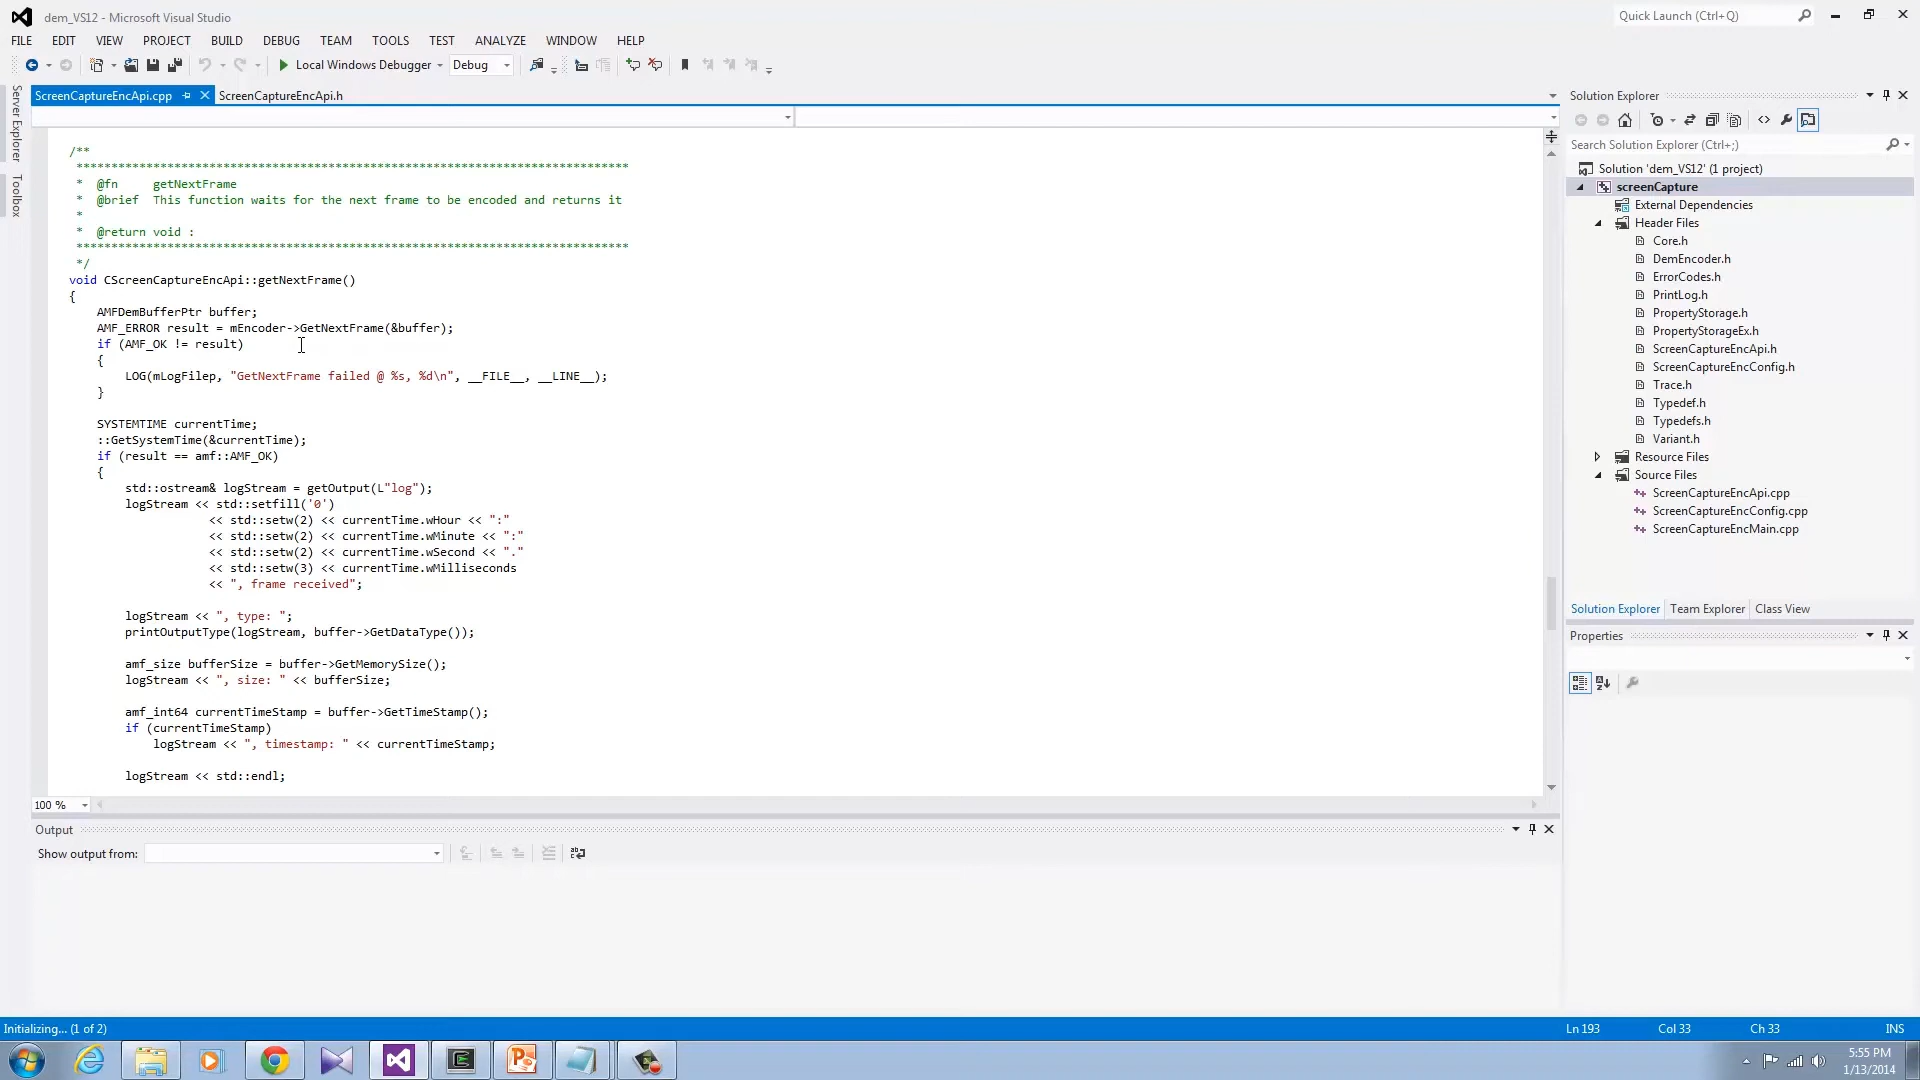 dem_VS12 - Microsoft Visual Studio
Quick Launch (Ctrl+Q)
FILE EDIT VIEW PROJECT BUILD DEBUG TEAM TOOLS TEST ANALYZE WINDOW HELP
Local Windows Debugger Debug
Server Explorer
Toolbox
ScreenCaptureEncApi.cpp ScreenCaptureEncApi.h
/**
*******************************************************************************
* @fn getNextFrame
* @brief This function waits for the next frame to be encoded and returns it
*
* @return void :
*******************************************************************************
*/
void CScreenCaptureEncApi::getNextFrame()
{
AMFDemBufferPtr buffer;
AMF_ERROR result = mEncoder->GetNextFrame(&buffer);
if (AMF_OK != result)
{
LOG(mLogFilep, "GetNextFrame failed @ %s, %d\n", __FILE__, __LINE__);
}
SYSTEMTIME currentTime;
::GetSystemTime(&currentTime);
if (result == amf::AMF_OK)
{
std::ostream& logStream = getOutput(L"log");
logStream << std::setfill('0')
<< std::setw(2) << currentTime.wHour << ":"
<< std::setw(2) << currentTime.wMinute << ":"
<< std::setw(2) << currentTime.wSecond << "."
<< std::setw(3) << currentTime.wMilliseconds
<< ", frame received";
logStream << ", type: ";
printOutputType(logStream, buffer->GetDataType());
amf_size bufferSize = buffer->GetMemorySize();
logStream << ", size: " << bufferSize;
amf_int64 currentTimeStamp = buffer->GetTimeStamp();
if (currentTimeStamp)
logStream << ", timestamp: " << currentTimeStamp;
logStream << std::endl;
100 %
Output
Show output from:
Solution Explorer
Search Solution Explorer (Ctrl+;)
Solution 'dem_VS12' (1 project)
screenCapture
External Dependencies
Header Files
Core.h
DemEncoder.h
ErrorCodes.h
PrintLog.h
PropertyStorage.h
PropertyStorageEx.h
ScreenCaptureEncApi.h
ScreenCaptureEncConfig.h
Trace.h
Typedef.h
Typedefs.h
Variant.h
Resource Files
Source Files
ScreenCaptureEncApi.cpp
ScreenCaptureEncConfig.cpp
ScreenCaptureEncMain.cpp
Solution Explorer Team Explorer Class View
Properties
Initializing... (1 of 2)
Ln 193 Col 33 Ch 33 INS
5:55 PM
1/13/2014